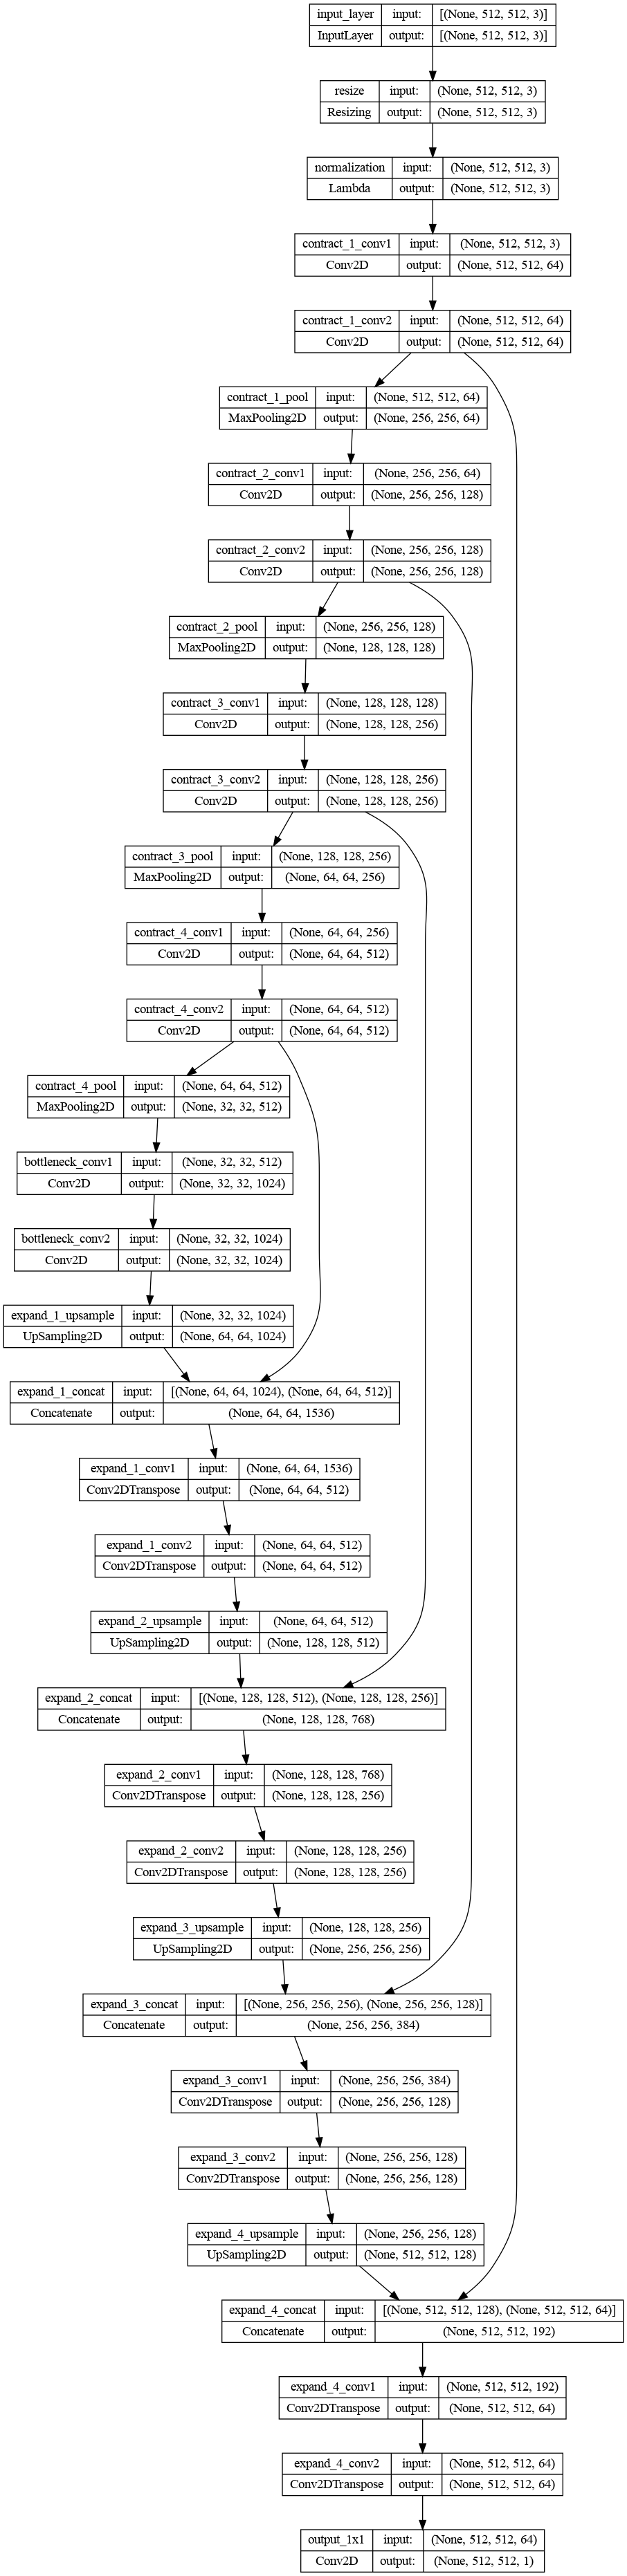 input_layer input: [(None, 512, 512, 3)]
InputLayer output: [(None, 512, 512, 3)]
resize input: (None, 512, 512, 3)
Resizing output: (None, 512, 512, 3)
normalization input: (None, 512, 512, 3)
Lambda output: (None, 512, 512, 3)
contract_1_conv1 input: (None, 512, 512, 3)
Conv2D output: (None, 512, 512, 64)
contract_1_conv2 input: (None, 512, 512, 64)
Conv2D output: (None, 512, 512, 64)
contract_1_pool input: (None, 512, 512, 64)
MaxPooling2D output: (None, 256, 256, 64)
contract_2_conv1 input: (None, 256, 256, 64)
Conv2D output: (None, 256, 256, 128)
contract_2_conv2 input: (None, 256, 256, 128)
Conv2D output: (None, 256, 256, 128)
contract_2_pool input: (None, 256, 256, 128)
MaxPooling2D output: (None, 128, 128, 128)
contract_3_conv1 input: (None, 128, 128, 128)
Conv2D output: (None, 128, 128, 256)
contract_3_conv2 input: (None, 128, 128, 256)
Conv2D output: (None, 128, 128, 256)
contract_3_pool input: (None, 128, 128, 256)
MaxPooling2D output: (None, 64, 64, 256)
contract_4_conv1 input: (None, 64, 64, 256)
Conv2D output: (None, 64, 64, 512)
contract_4_conv2 input: (None, 64, 64, 512)
Conv2D output: (None, 64, 64, 512)
contract_4_pool input: (None, 64, 64, 512)
MaxPooling2D output: (None, 32, 32, 512)
bottleneck_conv1 input: (None, 32, 32, 512)
Conv2D output: (None, 32, 32, 1024)
bottleneck_conv2 input: (None, 32, 32, 1024)
Conv2D output: (None, 32, 32, 1024)
expand_1_upsample input: (None, 32, 32, 1024)
UpSampling2D output: (None, 64, 64, 1024)
expand_1_concat input: [(None, 64, 64, 1024), (None, 64, 64, 512)]
Concatenate output: (None, 64, 64, 1536)
expand_1_conv1 input: (None, 64, 64, 1536)
Conv2DTranspose output: (None, 64, 64, 512)
expand_1_conv2 input: (None, 64, 64, 512)
Conv2DTranspose output: (None, 64, 64, 512)
expand_2_upsample input: (None, 64, 64, 512)
UpSampling2D output: (None, 128, 128, 512)
expand_2_concat input: [(None, 128, 128, 512), (None, 128, 128, 256)]
Concatenate output: (None, 128, 128, 768)
expand_2_conv1 input: (None, 128, 128, 768)
Conv2DTranspose output: (None, 128, 128, 256)
expand_2_conv2 input: (None, 128, 128, 256)
Conv2DTranspose output: (None, 128, 128, 256)
expand_3_upsample input: (None, 128, 128, 256)
UpSampling2D output: (None, 256, 256, 256)
expand_3_concat input: [(None, 256, 256, 256), (None, 256, 256, 128)]
Concatenate output: (None, 256, 256, 384)
expand_3_conv1 input: (None, 256, 256, 384)
Conv2DTranspose output: (None, 256, 256, 128)
expand_3_conv2 input: (None, 256, 256, 128)
Conv2DTranspose output: (None, 256, 256, 128)
expand_4_upsample input: (None, 256, 256, 128)
UpSampling2D output: (None, 512, 512, 128)
expand_4_concat input: [(None, 512, 512, 128), (None, 512, 512, 64)]
Concatenate output: (None, 512, 512, 192)
expand_4_conv1 input: (None, 512, 512, 192)
Conv2DTranspose output: (None, 512, 512, 64)
expand_4_conv2 input: (None, 512, 512, 64)
Conv2DTranspose output: (None, 512, 512, 64)
output_1x1 input: (None, 512, 512, 64)
Conv2D output: (None, 512, 512, 1)